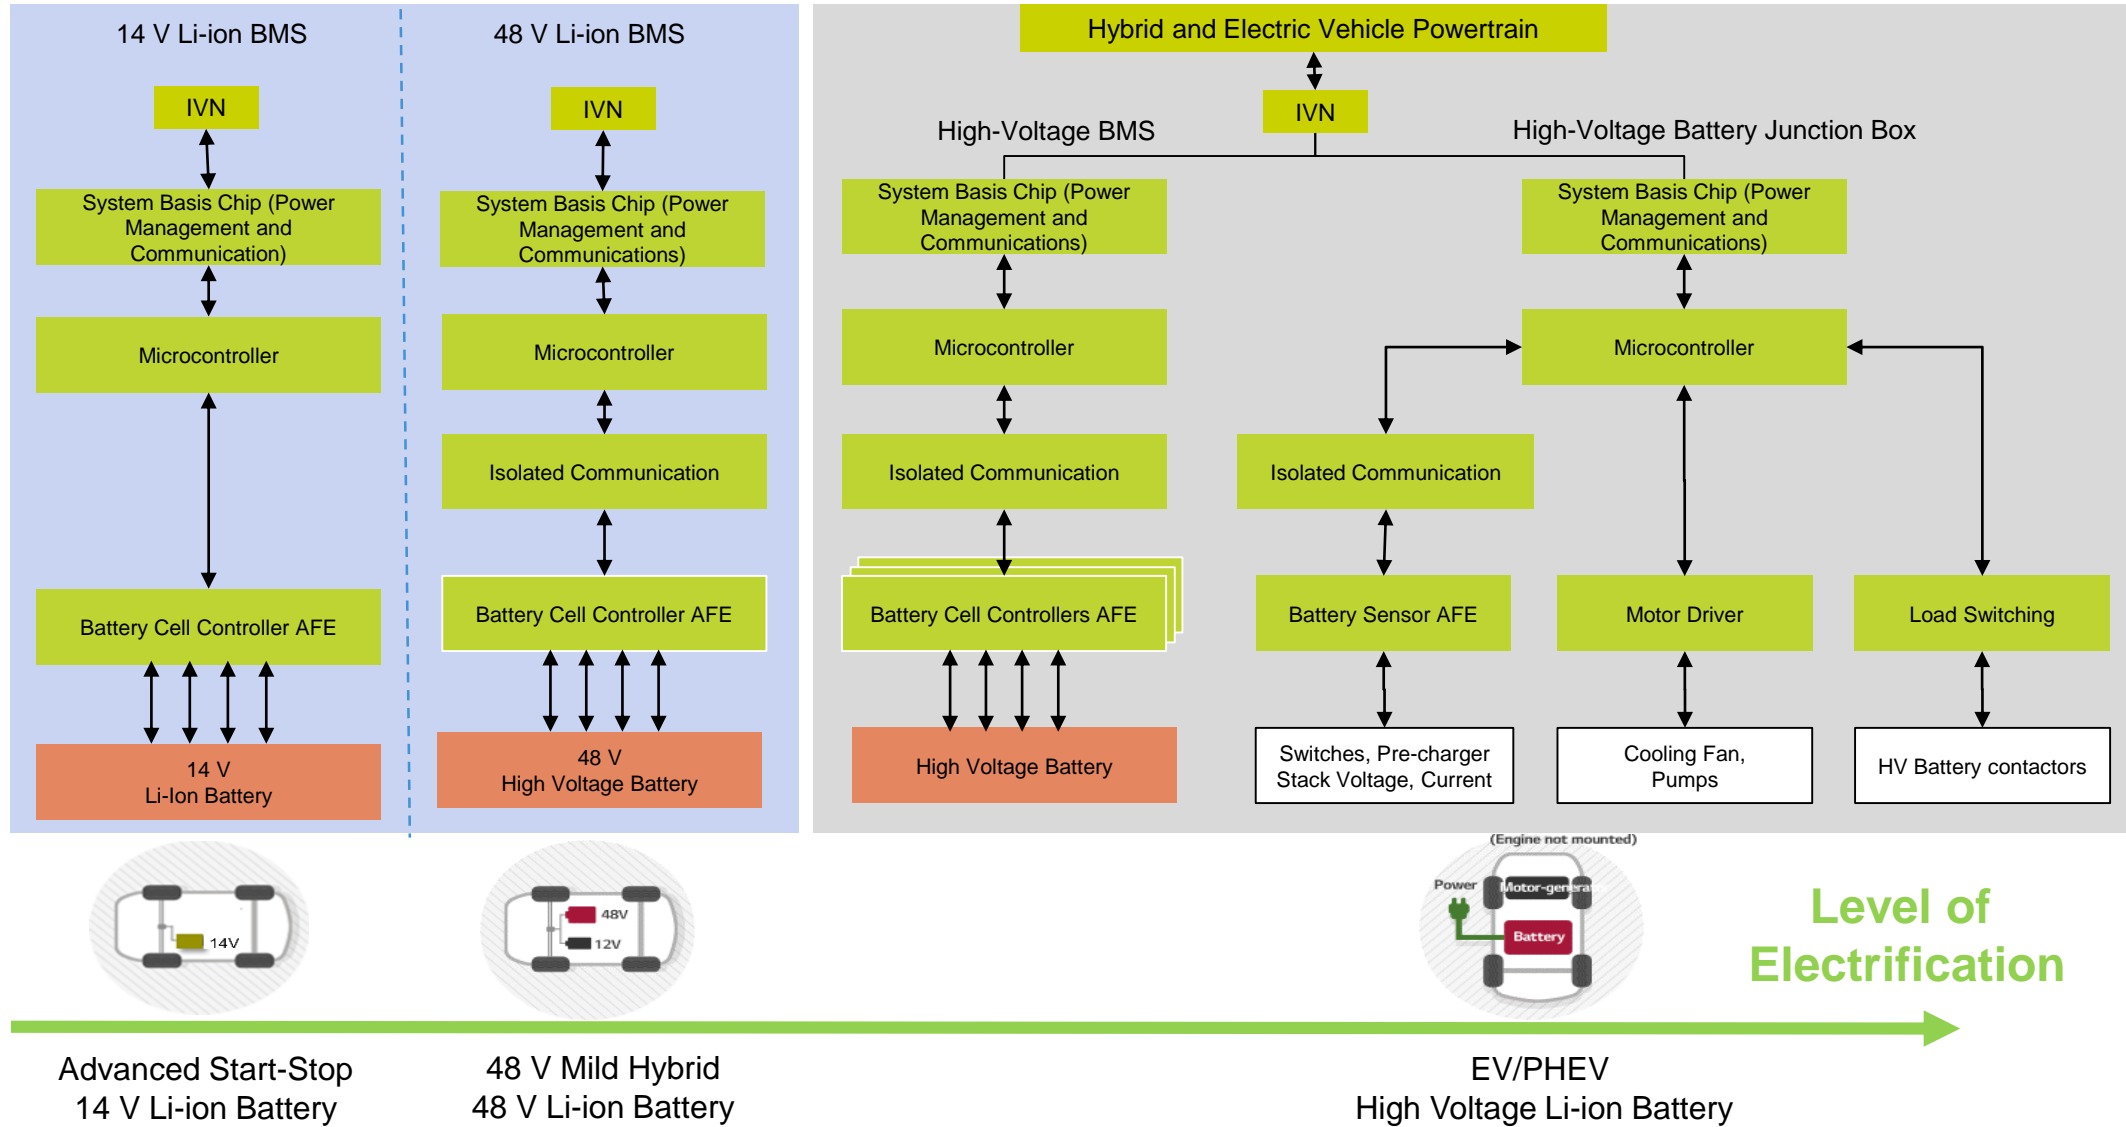 14 V Li-ion BMS
IVN
System Basis Chip (Power
Management and
Communication)
Microcontroller
Battery Cell Controller AFE
14 V
Li-Ion Battery
48 V Li-ion BMS
IVN
System Basis Chip (Power
Management and
Communications)
Microcontroller
Isolated Communication
Battery Cell Controller AFE
48 V
High Voltage Battery
Hybrid and Electric Vehicle Powertrain
IVN
High-Voltage BMS
System Basis Chip (Power
Management and
Communications)
Microcontroller
Isolated Communication
Battery Cell Controllers AFE
High Voltage Battery
High-Voltage Battery Junction Box
System Basis Chip (Power
Management and
Communications)
Microcontroller
Isolated Communication
Battery Sensor AFE
Motor Driver
Load Switching
Switches, Pre-charger
Stack Voltage, Current
Cooling Fan,
Pumps
HV Battery contactors
14V
48V
12V
(Engine not mounted)
Power
Motor-generat
Battery
Level of
Electrification
Advanced Start-Stop
14 V Li-ion Battery
48 V Mild Hybrid
48 V Li-ion Battery
EV/PHEV
High Voltage Li-ion Battery